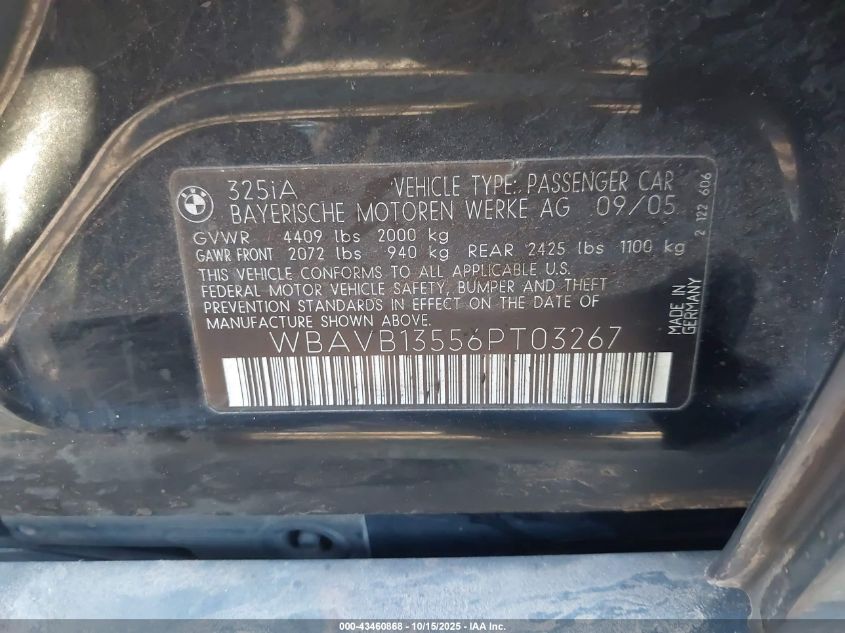 325iA VEHICLE TYPE: PASSENGER CAR
BAYERISCHE MOTOREN WERKE AG 09/05
GVWR 4409 lbs 2000 kg
GAWR FRONT 2072 lbs 940 kg REAR 2425 lbs 1100 kg
THIS VEHICLE CONFORMS TO ALL APPLICABLE U.S.
FEDERAL MOTOR VEHICLE SAFETY, BUMPER AND THEFT
PREVENTION STANDARDS IN EFFECT ON THE DATE OF
MANUFACTURE SHOWN ABOVE.
WBAVB13556PT03267
2 122 606
MADE IN
GERMANY
000-43460868 - 10/15/2025 - IAA Inc.